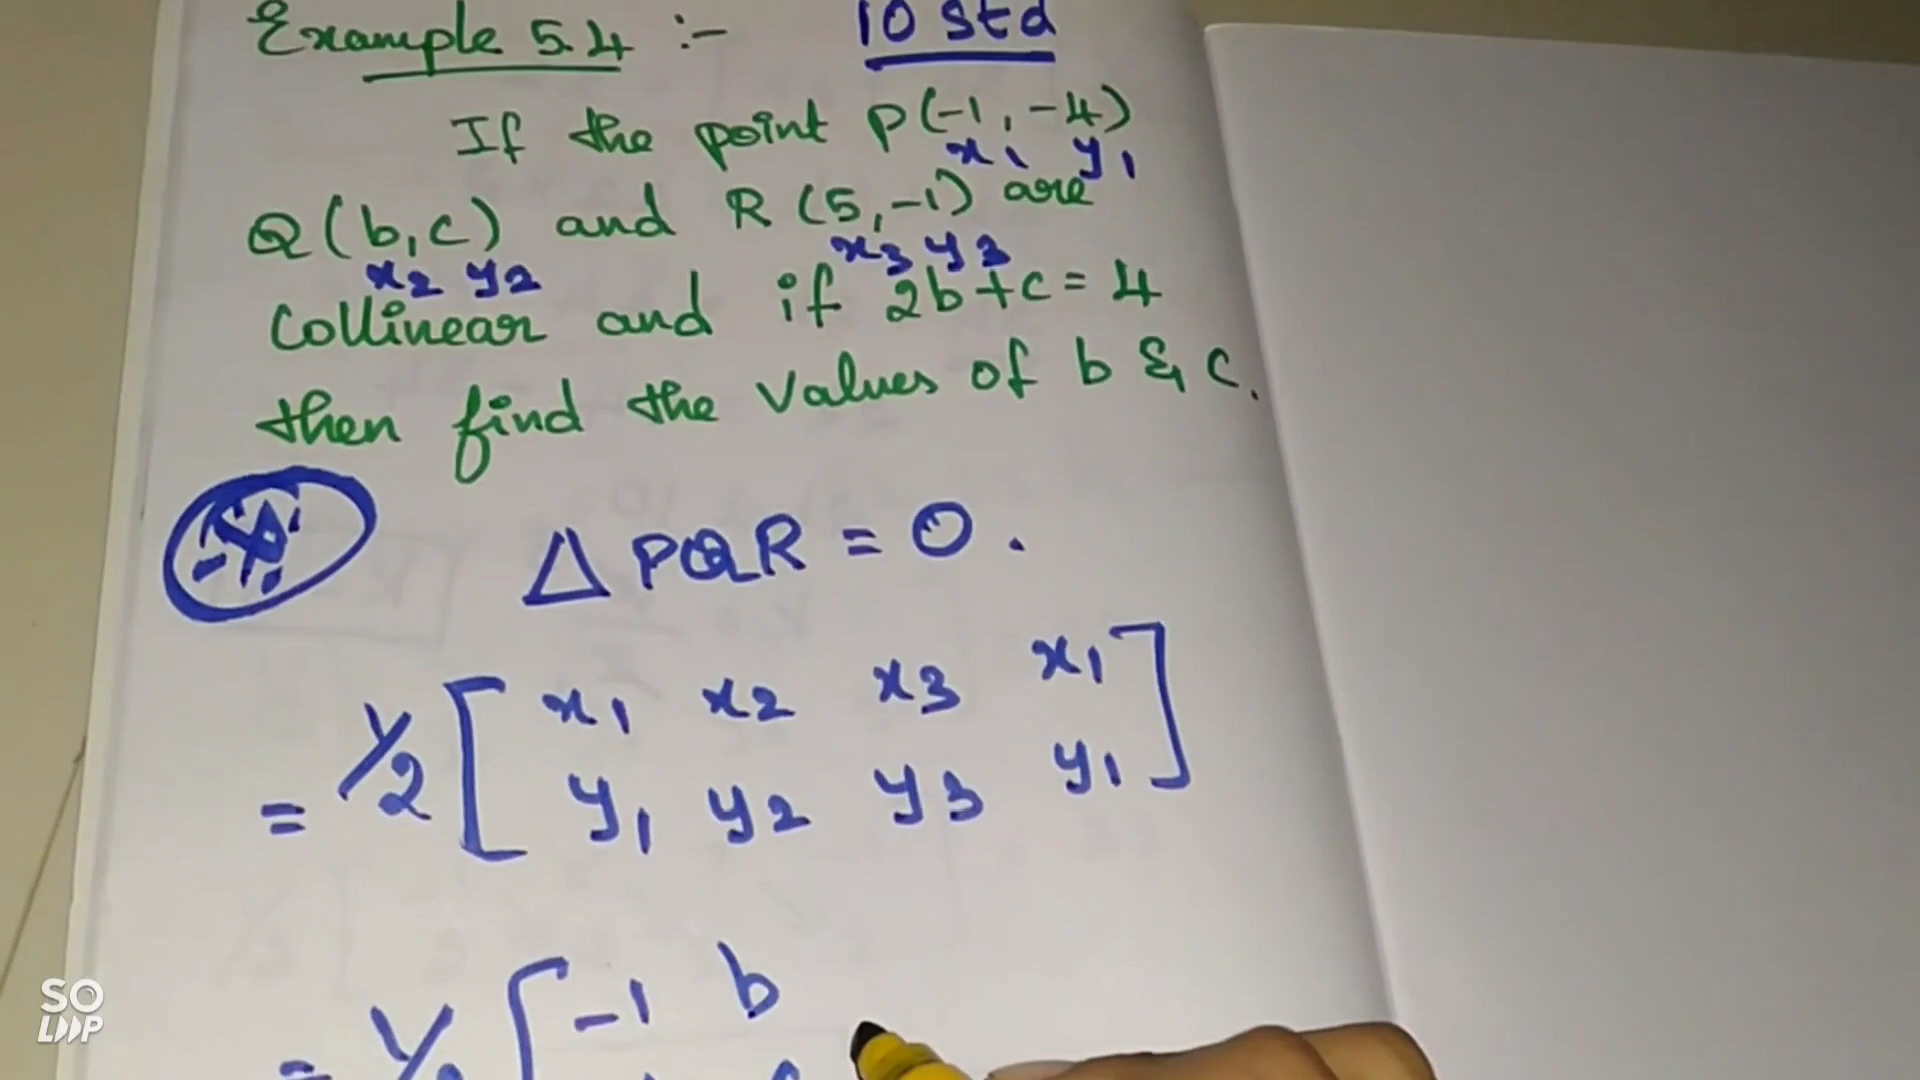 Example 5.4 :- 10 Std
If the point P(-1, -4)
x1 y1
Q(b,c) and R(5,-1) are
x2 y2 x3 y3
Collinear and if 2b+c=4
then find the values of b & c.
Δ PQR = 0.
= 1/2 [ x1 x2 x3 x1 ]
y1 y2 y3 y1
= 1/2 [ -1 b
SO
LOOP